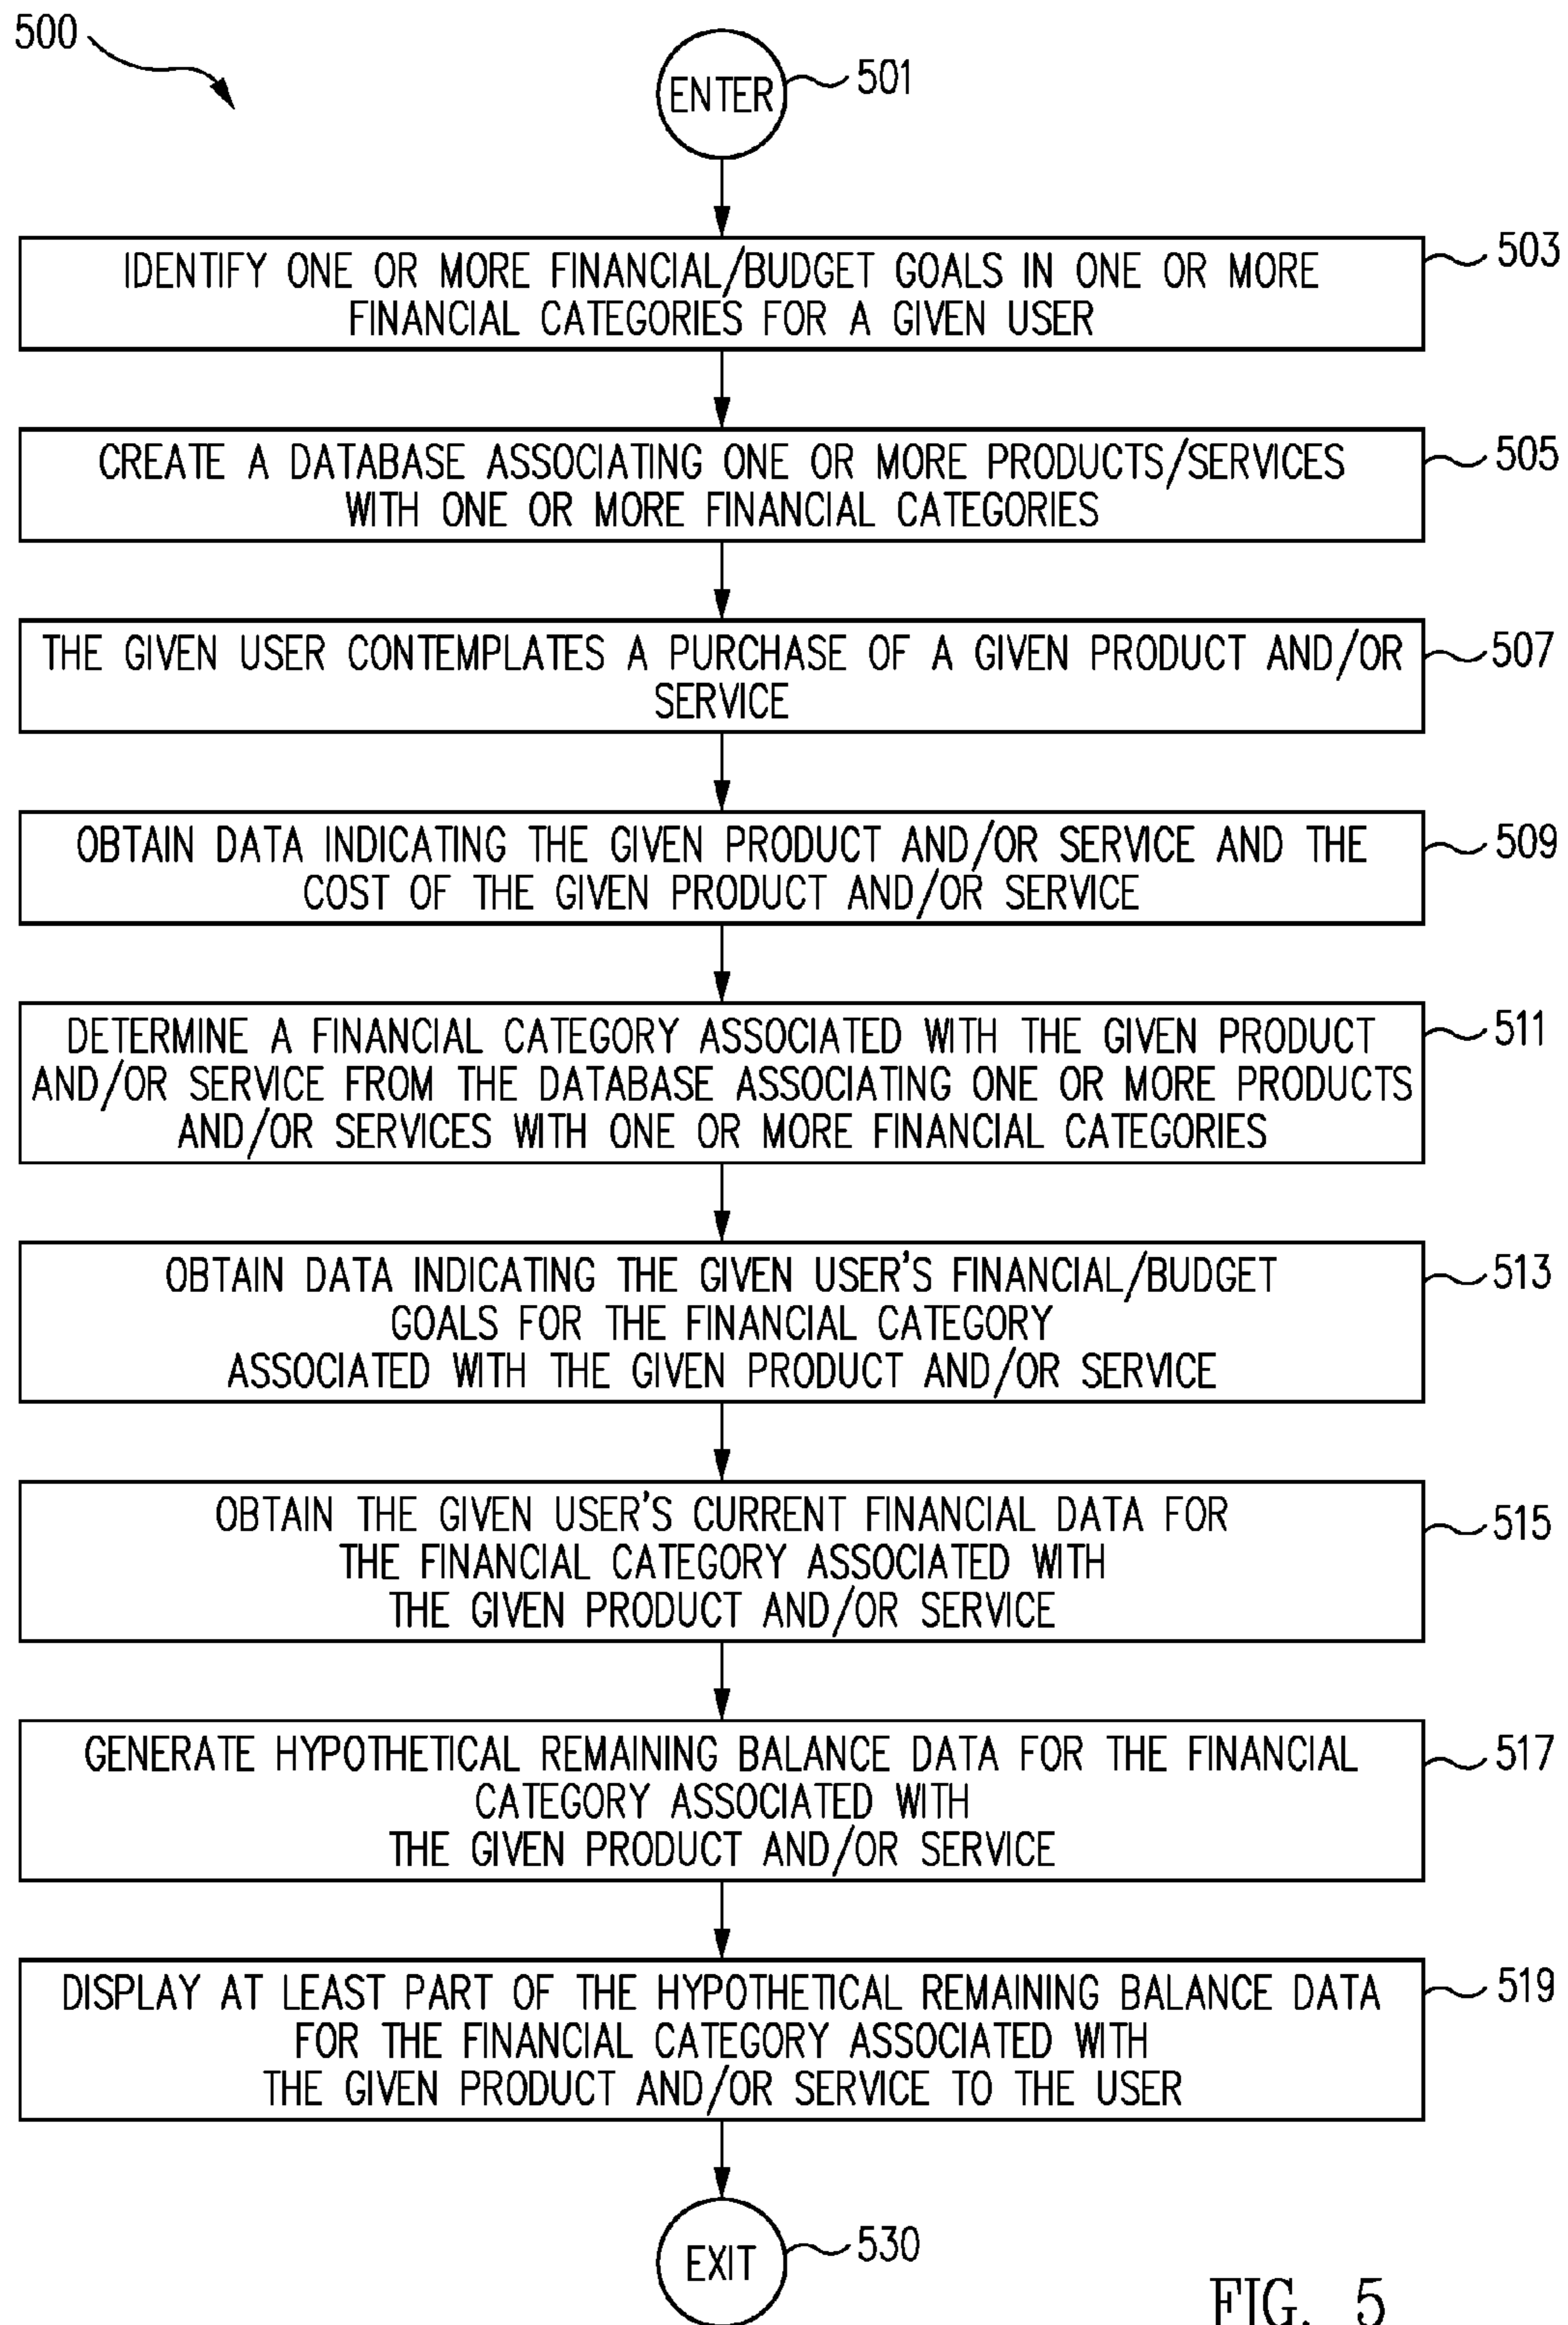 500
ENTER
501
IDENTIFY ONE OR MORE FINANCIAL/BUDGET GOALS IN ONE OR MORE
FINANCIAL CATEGORIES FOR A GIVEN USER
503
CREATE A DATABASE ASSOCIATING ONE OR MORE PRODUCTS/SERVICES
WITH ONE OR MORE FINANCIAL CATEGORIES
505
THE GIVEN USER CONTEMPLATES A PURCHASE OF A GIVEN PRODUCT AND/OR
SERVICE
507
OBTAIN DATA INDICATING THE GIVEN PRODUCT AND/OR SERVICE AND THE
COST OF THE GIVEN PRODUCT AND/OR SERVICE
509
DETERMINE A FINANCIAL CATEGORY ASSOCIATED WITH THE GIVEN PRODUCT
AND/OR SERVICE FROM THE DATABASE ASSOCIATING ONE OR MORE PRODUCTS
AND/OR SERVICES WITH ONE OR MORE FINANCIAL CATEGORIES
511
OBTAIN DATA INDICATING THE GIVEN USER'S FINANCIAL/BUDGET
GOALS FOR THE FINANCIAL CATEGORY
ASSOCIATED WITH THE GIVEN PRODUCT AND/OR SERVICE
513
OBTAIN THE GIVEN USER'S CURRENT FINANCIAL DATA FOR
THE FINANCIAL CATEGORY ASSOCIATED WITH
THE GIVEN PRODUCT AND/OR SERVICE
515
GENERATE HYPOTHETICAL REMAINING BALANCE DATA FOR THE FINANCIAL
CATEGORY ASSOCIATED WITH
THE GIVEN PRODUCT AND/OR SERVICE
517
DISPLAY AT LEAST PART OF THE HYPOTHETICAL REMAINING BALANCE DATA
FOR THE FINANCIAL CATEGORY ASSOCIATED WITH
THE GIVEN PRODUCT AND/OR SERVICE TO THE USER
519
EXIT
530
FIG. 5